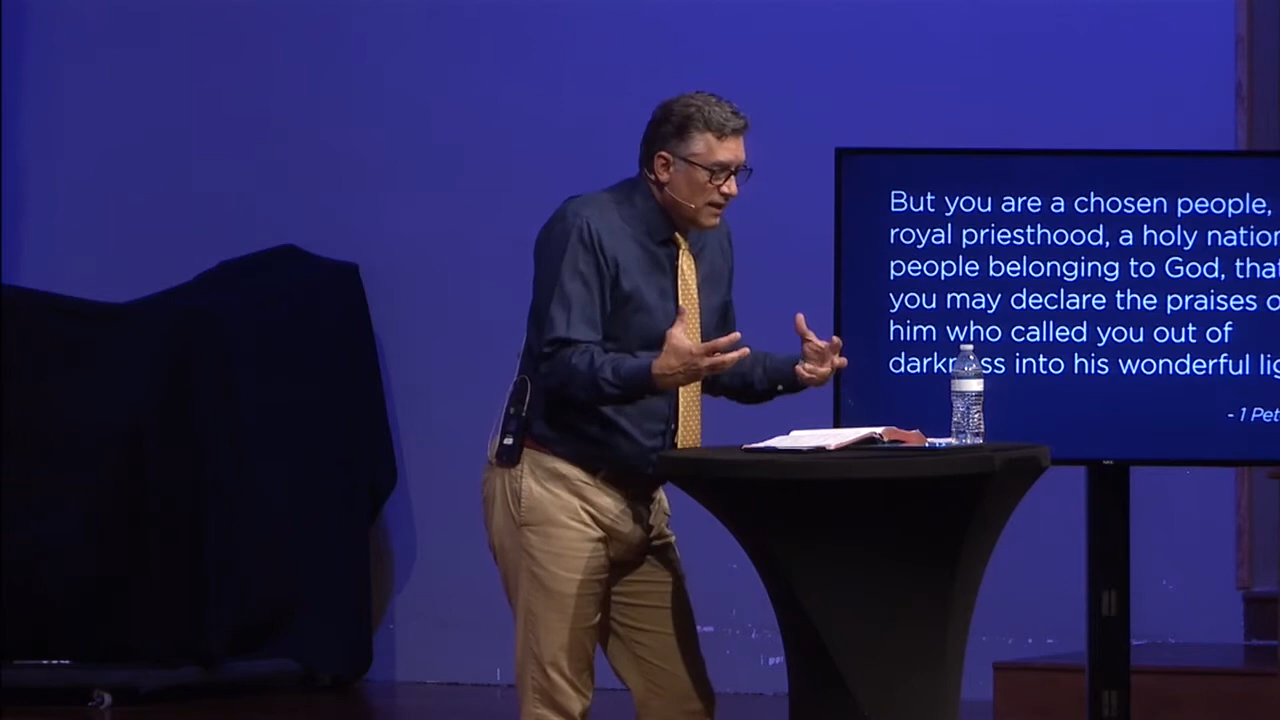 But you are a chosen people,
royal priesthood, a holy nation
people belonging to God, that
you may declare the praises o
him who called you out of
darkness into his wonderful lig
- 1 Pet